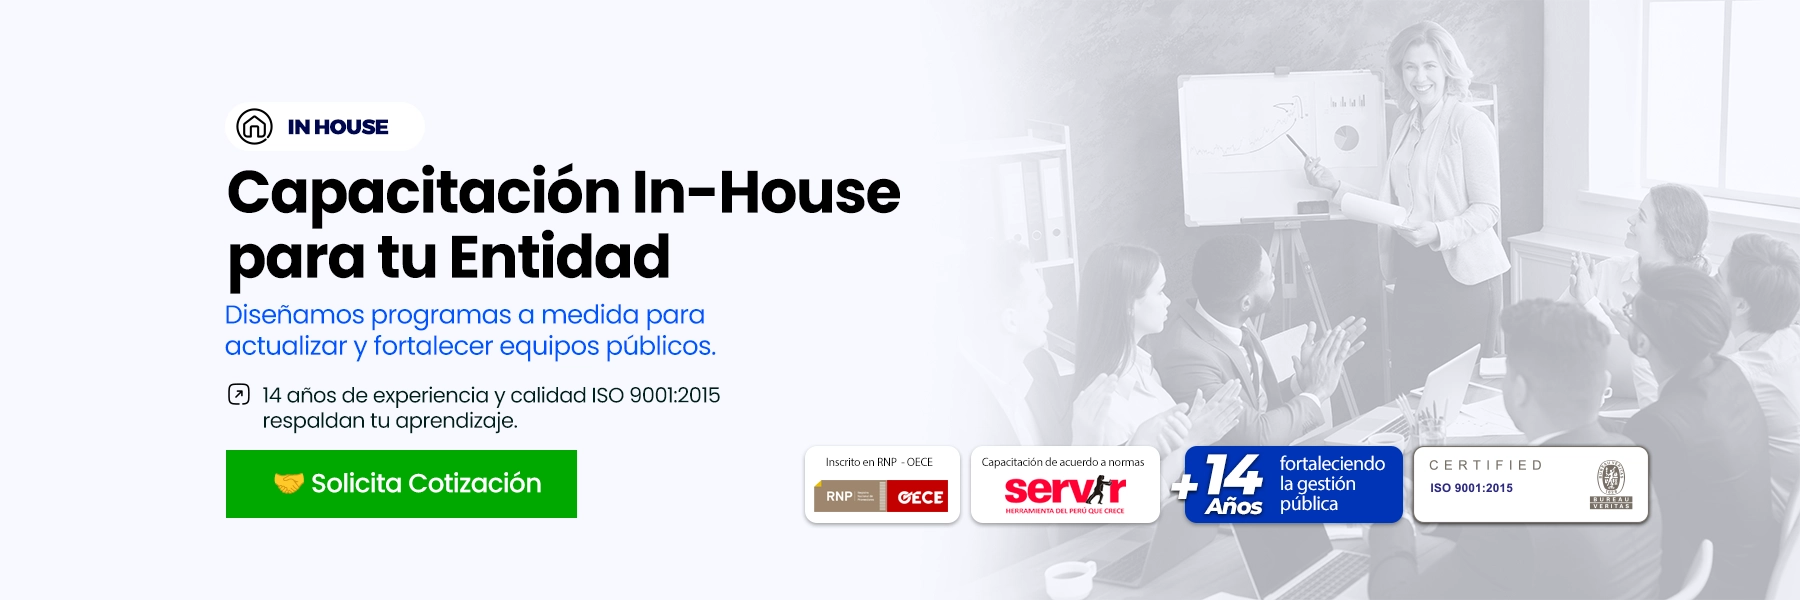 IN HOUSE
Capacitación In-House
para tu Entidad
Diseñamos programas a medida para
actualizar y fortalecer equipos públicos.
14 años de experiencia y calidad ISO 9001:2015
respaldan tu aprendizaje.
Solicita Cotización
Inscrito en RNP - OECE
RNP
OECE
Capacitación de acuerdo a normas
servir
HERRAMIENTA DEL PERÚ QUE CRECE
+14
Años
fortaleciendo
la gestión
pública
CERTIFIED
ISO 9001:2015
BUREAU
VERITAS